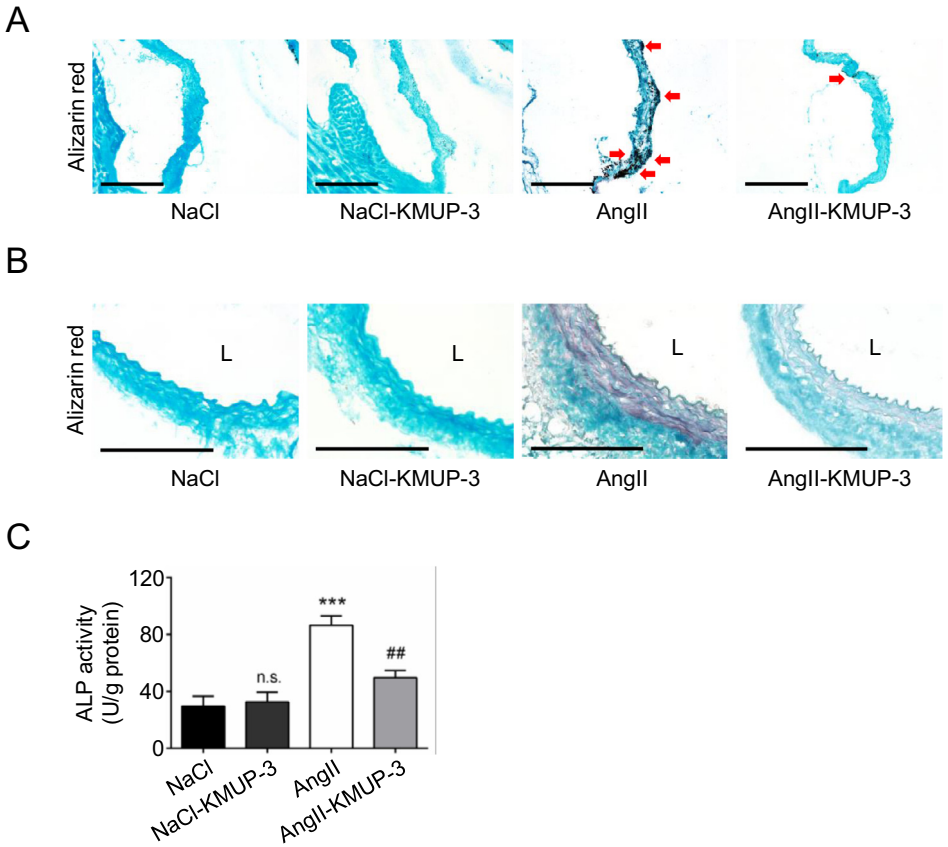 A
Alizarin red
NaCl
NaCl-KMUP-3
AngII
AngII-KMUP-3
B
Alizarin red
L
L
L
L
NaCl
NaCl-KMUP-3
AngII
AngII-KMUP-3
C
ALP activity
(U/g protein)
120
80
40
0
n.s.
***
##
NaCl
NaCl-KMUP-3
AngII
AngII-KMUP-3